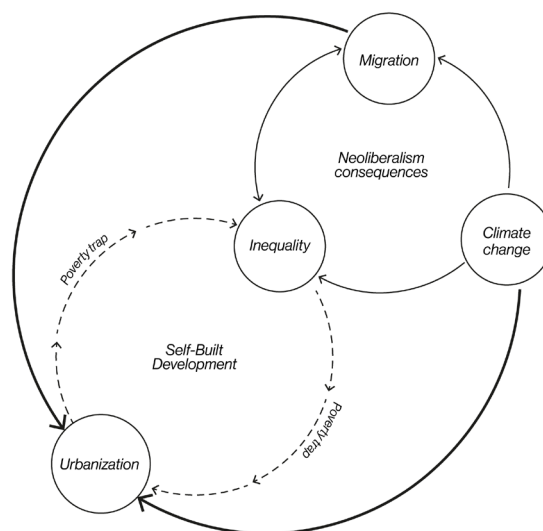 Migration
Neoliberalism
consequences
Climate
change
Inequality
Poverty trap
Self-Built
Development
Poverty trap
Urbanization